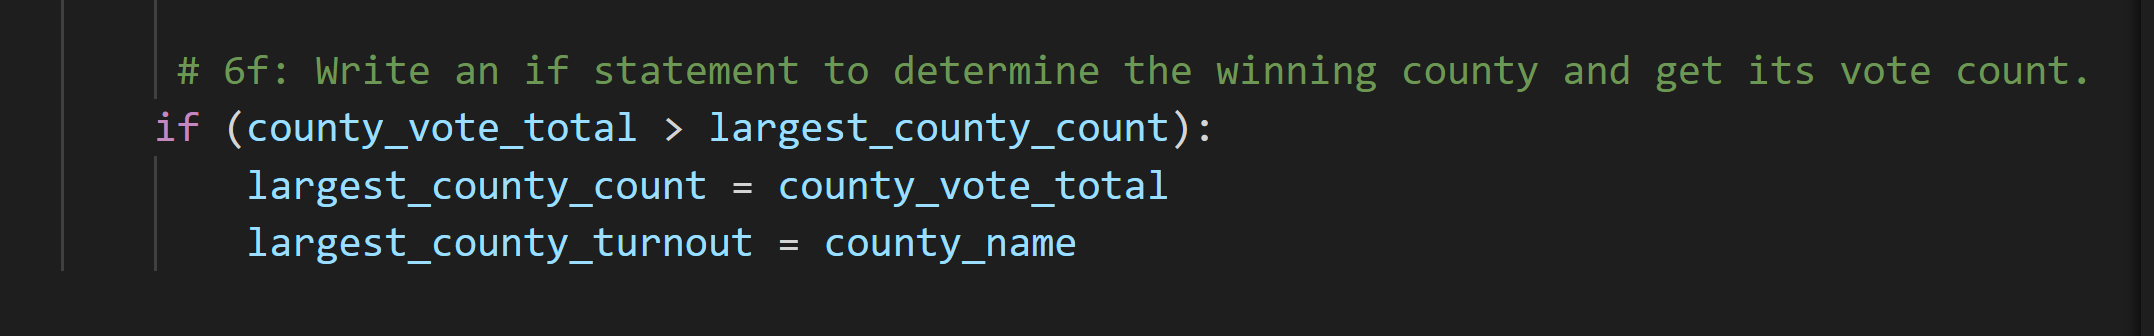 # 6f: Write an if statement to determine the winning county and get its vote count.
if (county_vote_total > largest_county_count):
largest_county_count = county_vote_total
largest_county_turnout = county_name